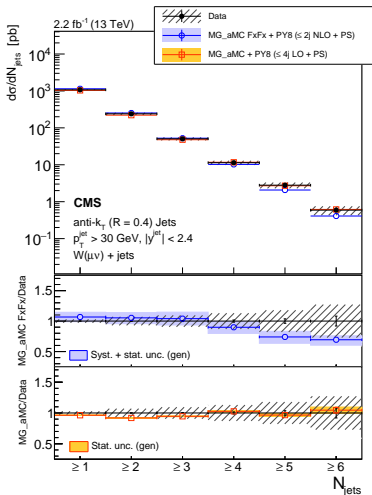 2.2 fb⁻¹ (13 TeV)
Data
MG_aMC FxFx + PY8 (≤ 2j NLO + PS)
MG_aMC + PY8 (≤ 4j LO + PS)
dσ/dN_jets [pb]
10⁴
10³
10²
10
1
10⁻¹
CMS
anti-k_T (R = 0.4) Jets
p_T^jet > 30 GeV, |y^jet| < 2.4
W(μν) + jets
MG_aMC FxFx/Data
1.5
1
0.5
Syst. + stat. unc. (gen)
MG_aMC/Data
1.5
1
0.5
Stat. unc. (gen)
≥ 1 ≥ 2 ≥ 3 ≥ 4 ≥ 5 ≥ 6
N_jets